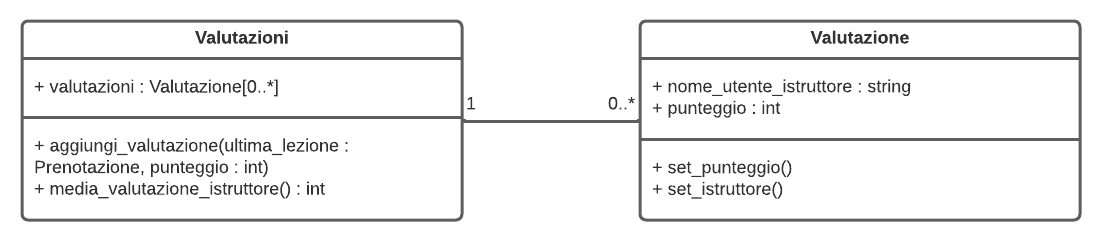 Valutazioni
+ valutazioni : Valutazione[0..*]
+ aggiungi_valutazione(ultima_lezione :
Prenotazione, punteggio : int)
+ media_valutazione_istruttore() : int
1
0..*
Valutazione
+ nome_utente_istruttore : string
+ punteggio : int
+ set_punteggio()
+ set_istruttore()